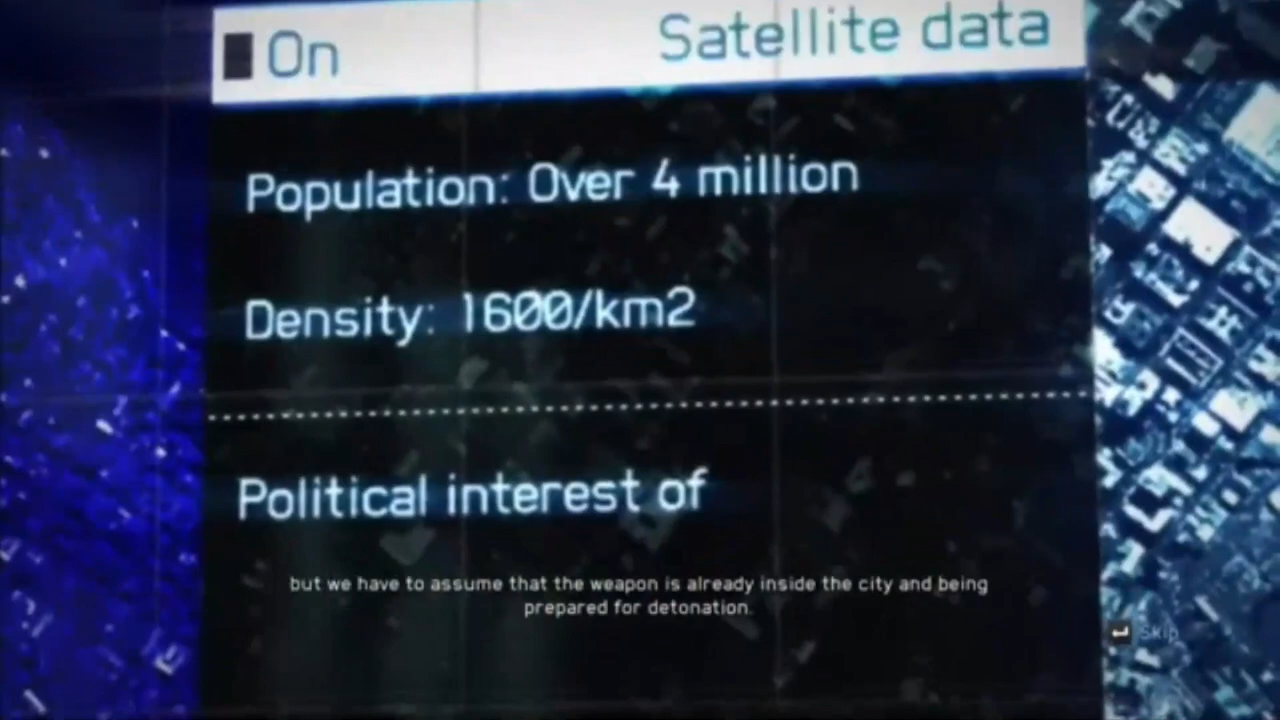 On Satellite data
Population: Over 4 million
Density: 1600/km2
Political interest of
but we have to assume that the weapon is already inside the city and being
prepared for detonation.
Skip